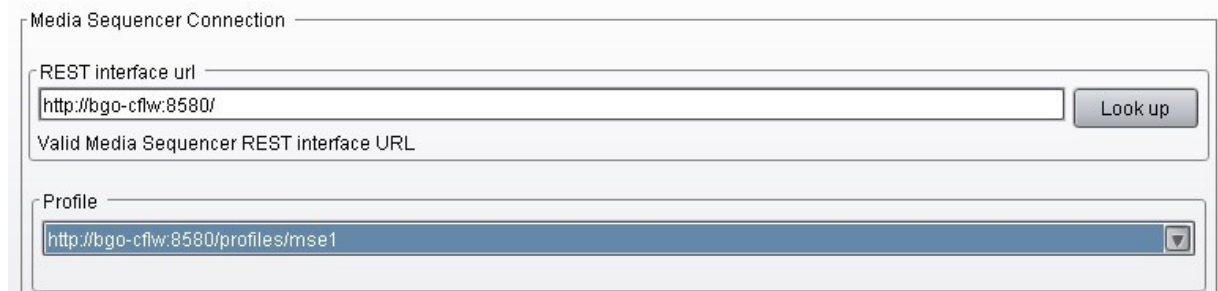 Media Sequencer Connection
REST interface url
http://bgo-cflw:8580/
Look up
Valid Media Sequencer REST interface URL
Profile
http://bgo-cflw:8580/profiles/mse1